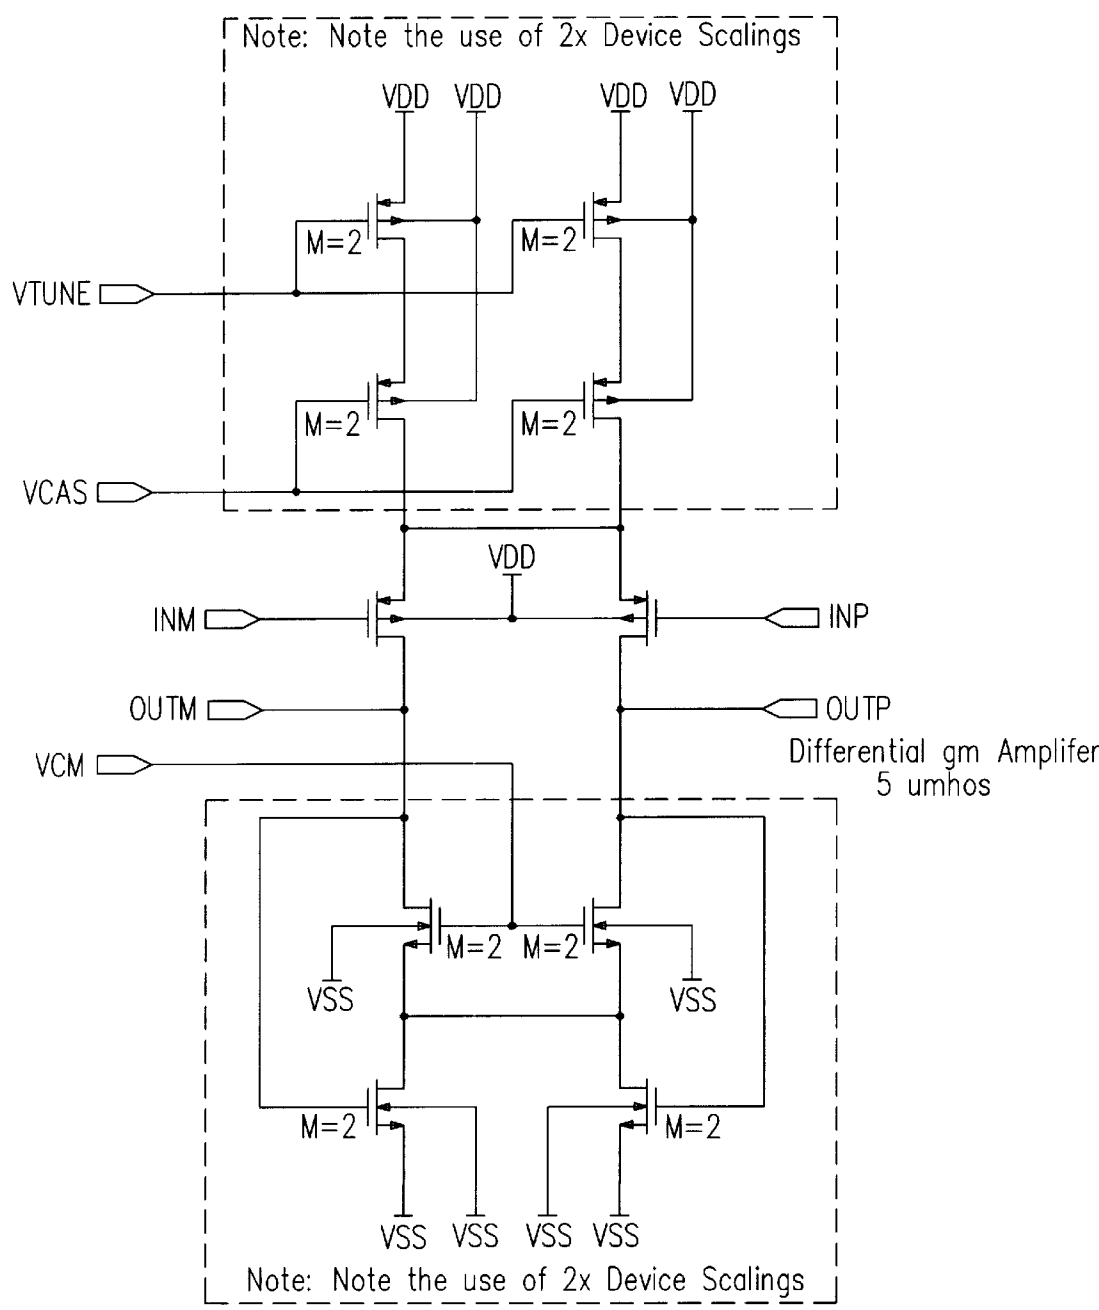 Note: Note the use of 2x Device Scalings
VDD VDD VDD VDD
M=2 M=2
VTUNE
M=2 M=2
VCAS
VDD
INM INP
OUTM OUTP
VCM
Differential gm Amplifer
5 umhos
M=2 M=2
VSS VSS
M=2 M=2
VSS VSS VSS VSS
Note: Note the use of 2x Device Scalings